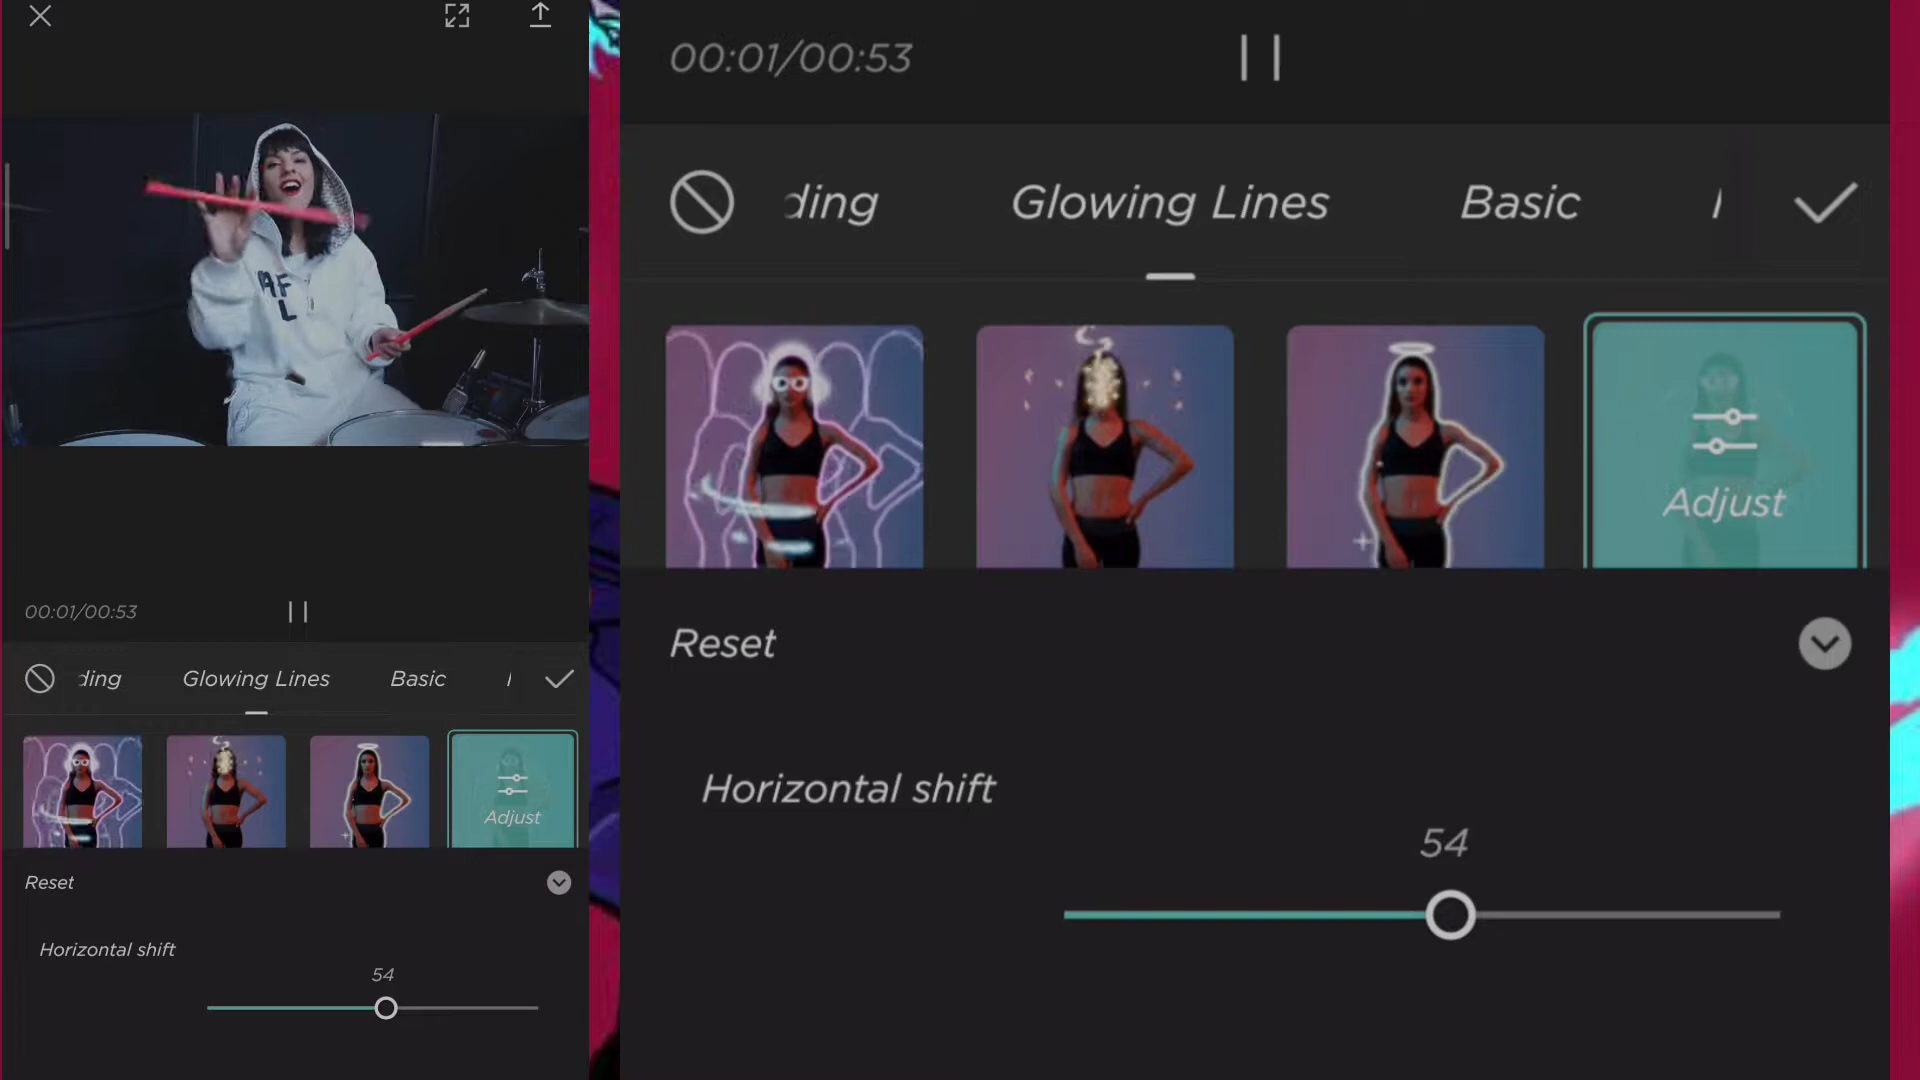 AF
L
00:01/00:53
ding
Glowing Lines
Basic
Adjust
Reset
Horizontal shift
54
00:01/00:53
ding
Glowing Lines
Basic
Adjust
Reset
Horizontal shift
54